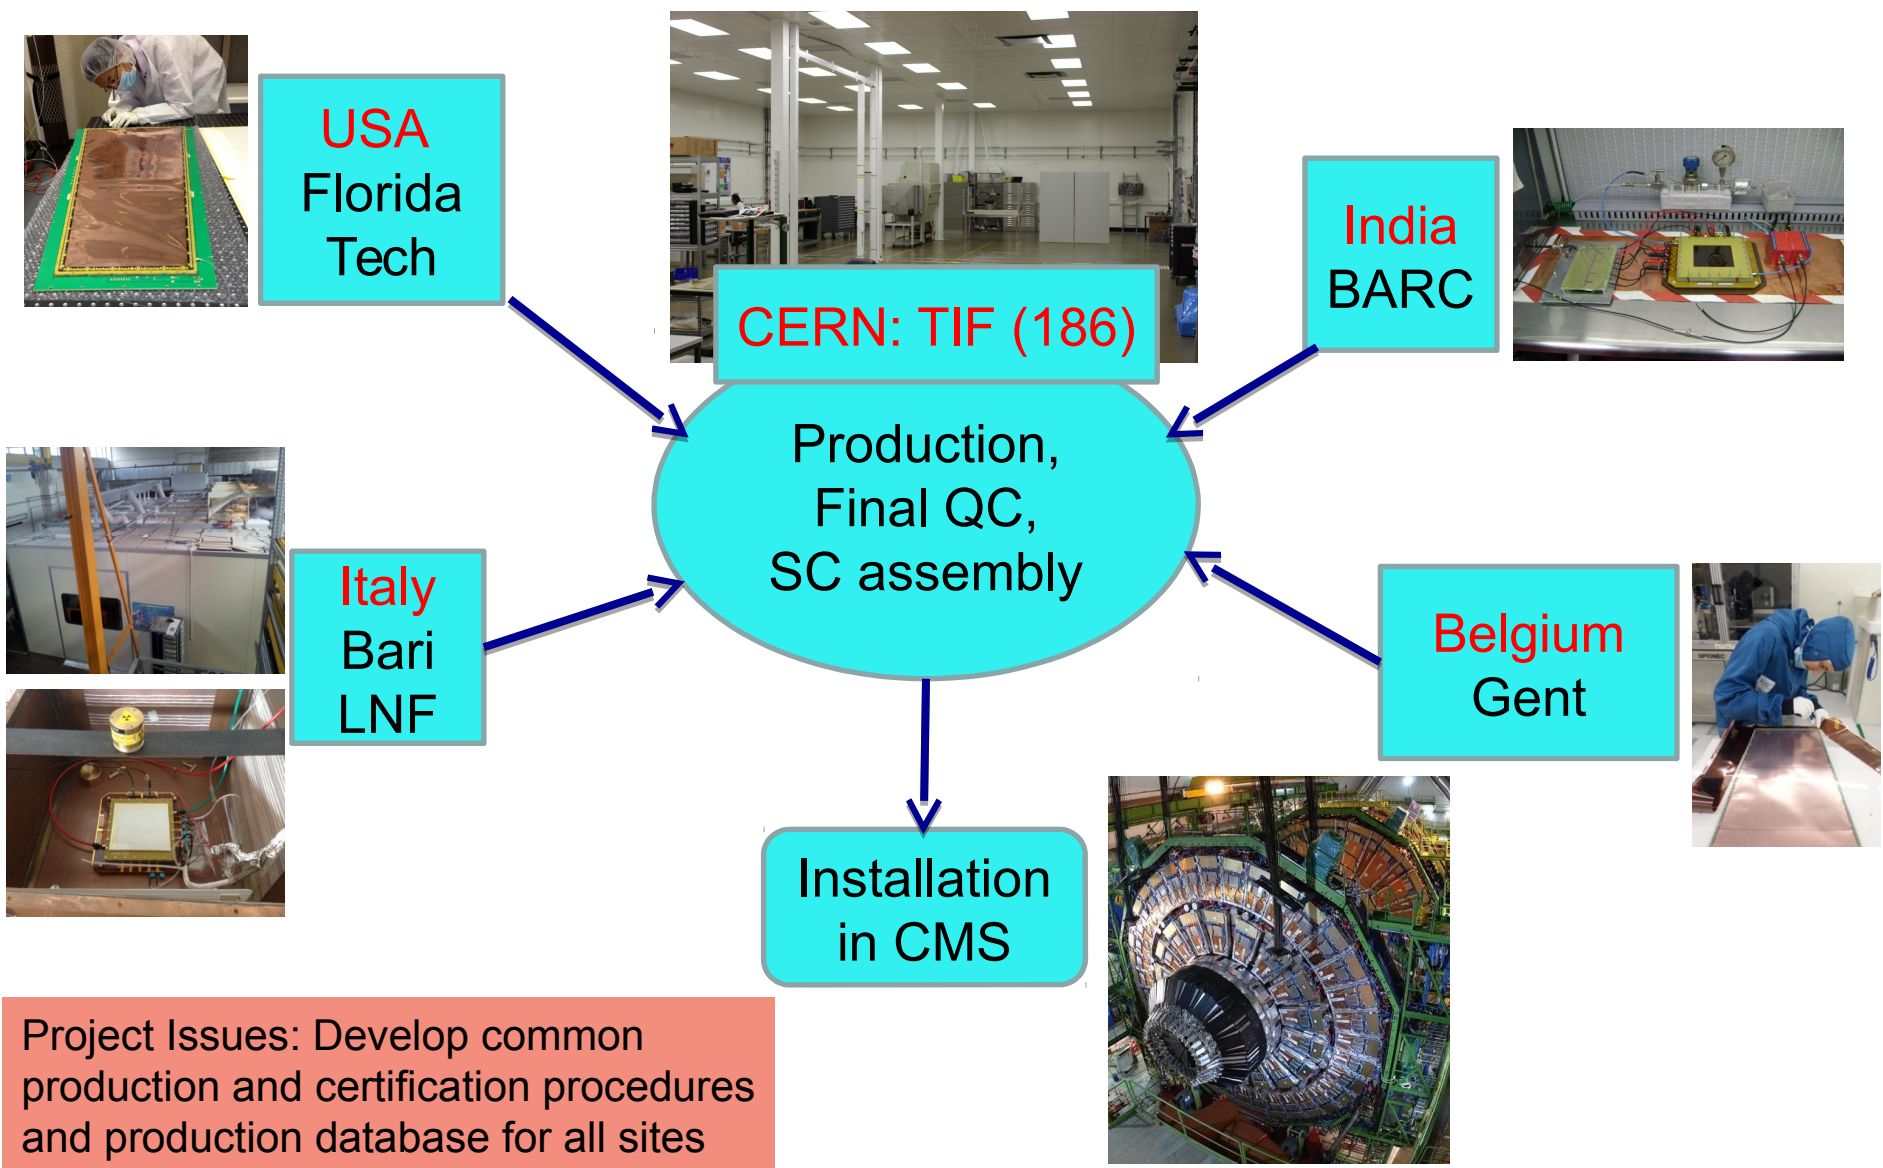 USA
Florida
Tech
CERN: TIF (186)
India
BARC
Production,
Final QC,
SC assembly
Italy
Bari
LNF
Belgium
Gent
OPTOMEC
Installation
in CMS
Project Issues: Develop common
production and certification procedures
and production database for all sites